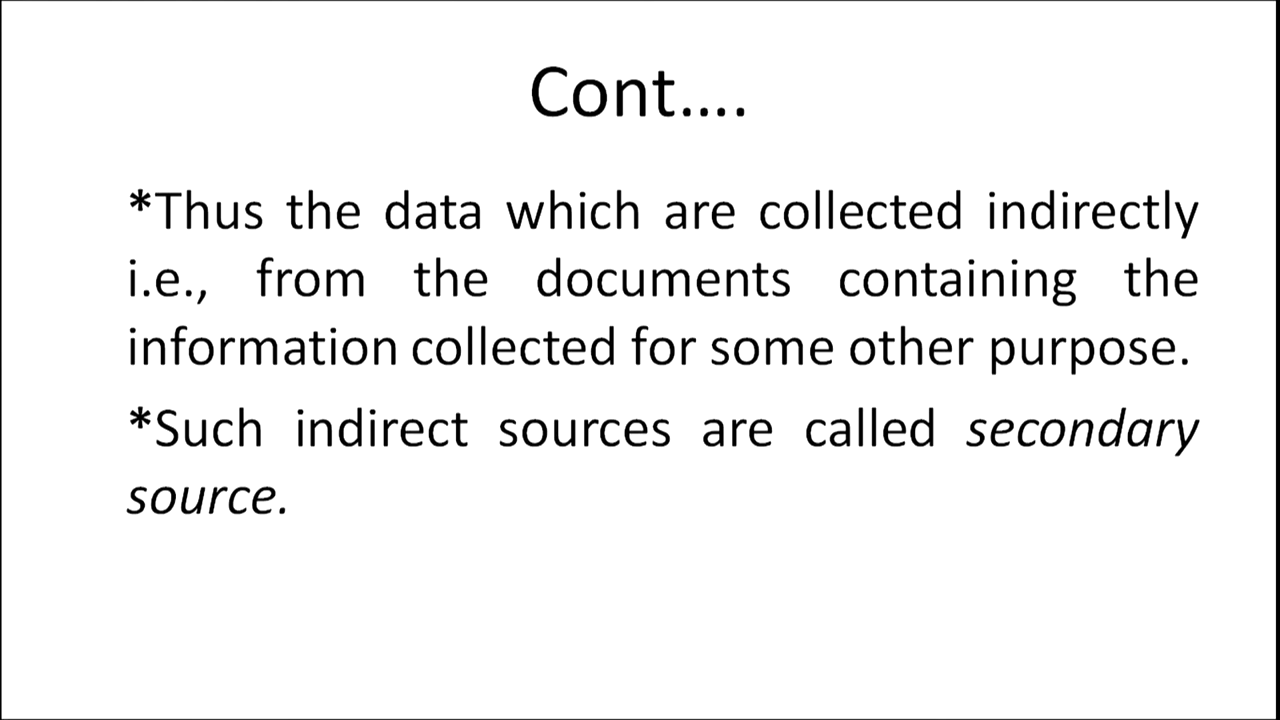 Cont….
*Thus the data which are collected indirectly
i.e., from the documents containing the
information collected for some other purpose.
*Such indirect sources are called secondary
source.